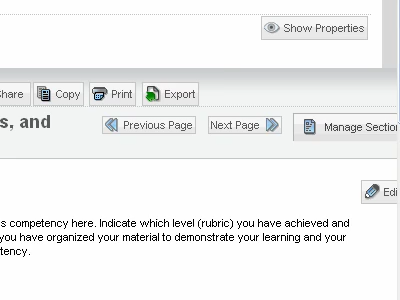 Show Properties
Share Copy Print Export
s, and
Previous Page Next Page Manage Section
Edi
s competency here. Indicate which level (rubric) you have achieved and
you have organized your material to demonstrate your learning and your
tency.